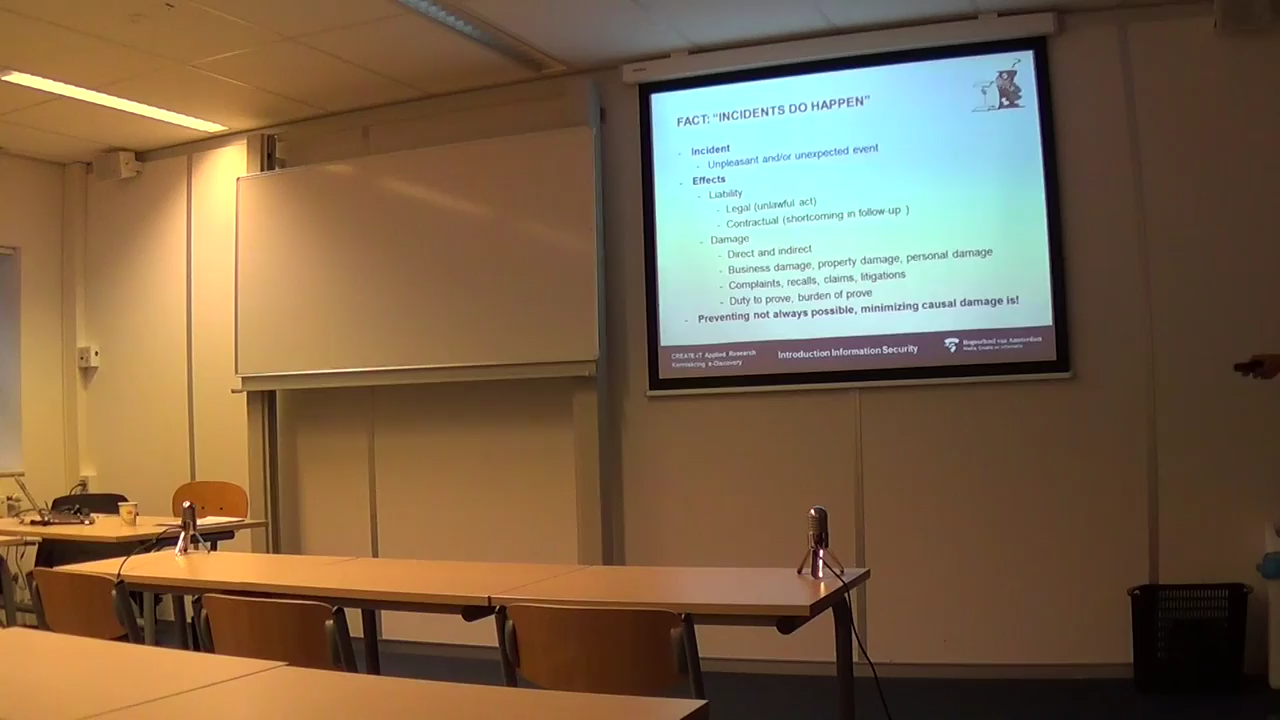 FACT: “INCIDENTS DO HAPPEN”
- Incident
- Unpleasant and/or unexpected event
- Effects
- Liability
- Legal (unlawful act)
- Contractual (shortcoming in follow-up )
- Damage
- Direct and indirect
- Business damage, property damage, personal damage
- Complaints, recalls, claims, litigations
- Duty to prove, burden of prove
- Preventing not always possible, minimizing causal damage is!
CREATE-IT Applied Research
Kenniskring e-Discovery
Introduction Information Security
Hogeschool van Amsterdam